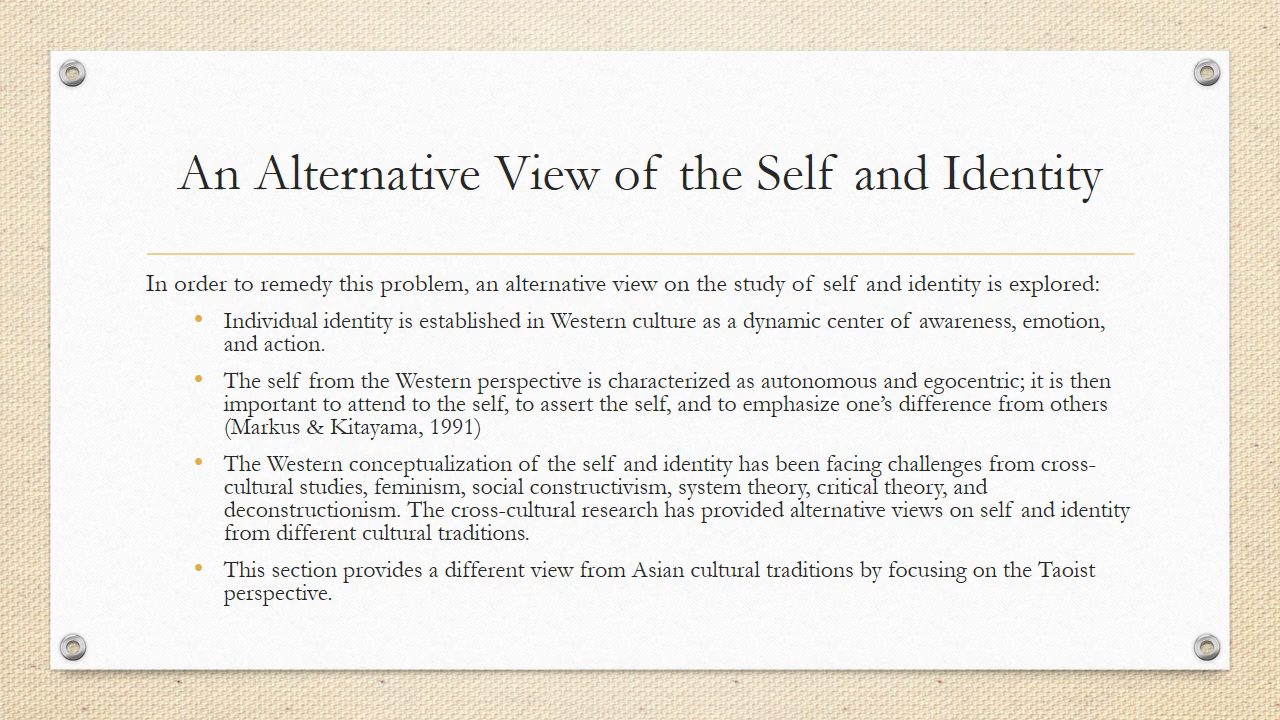 An Alternative View of the Self and Identity
In order to remedy this problem, an alternative view on the study of self and identity is explored:
• Individual identity is established in Western culture as a dynamic center of awareness, emotion,
and action.
• The self from the Western perspective is characterized as autonomous and egocentric; it is then
important to attend to the self, to assert the self, and to emphasize one’s difference from others
(Markus & Kitayama, 1991)
• The Western conceptualization of the self and identity has been facing challenges from cross-
cultural studies, feminism, social constructivism, system theory, critical theory, and
deconstructionism. The cross-cultural research has provided alternative views on self and identity
from different cultural traditions.
• This section provides a different view from Asian cultural traditions by focusing on the Taoist
perspective.